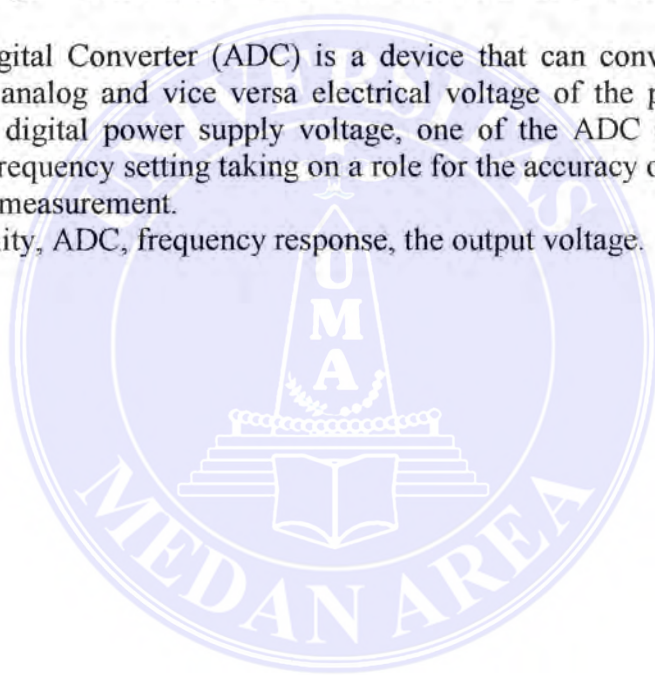 gital Converter (ADC) is a device that can conv
analog and vice versa electrical voltage of the p
digital power supply voltage, one of the ADC
requency setting taking on a role for the accuracy o
measurement.
ity, ADC, frequency response, the output voltage.
UNIVERSITAS
UMA
MEDAN AREA